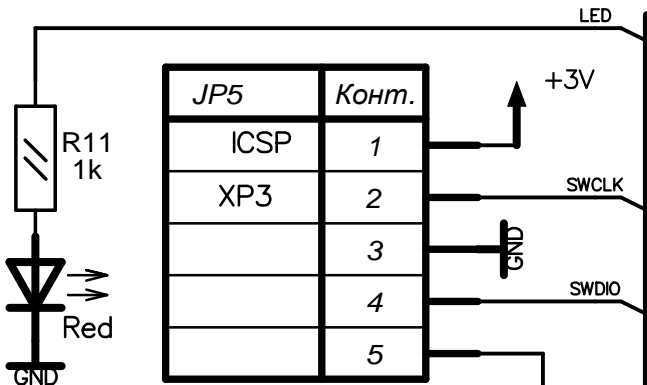 LED
+3V
JP5 Конт.
R11
1k
ICSP 1
XP3 2
SWCLK
3
GND
4
SWDIO
Red
5
GND